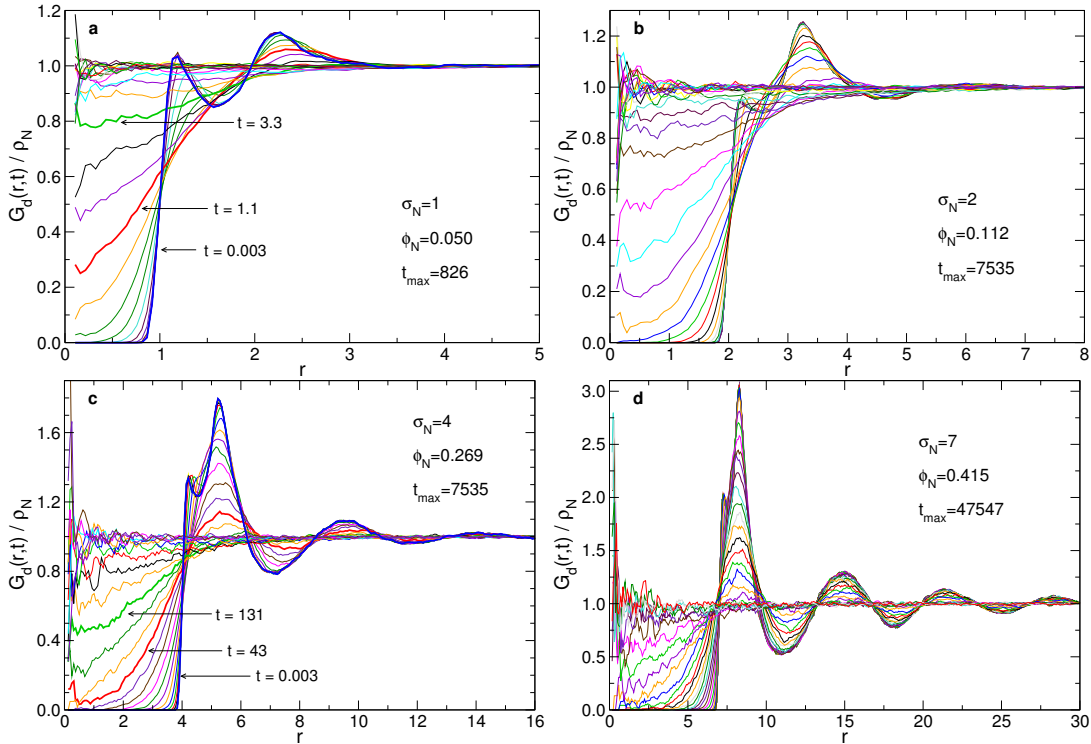 a
G_d(r,t) / ρ_N
1.2
1.0
0.8
0.6
0.4
0.2
0.0
t = 3.3
t = 1.1
t = 0.003
σ_N=1
ϕ_N=0.050
t_max=826
0 1 2 3 4 5
r
b
G_d(r,t) / ρ_N
1.2
1.0
0.8
0.6
0.4
0.2
0.0
σ_N=2
ϕ_N=0.112
t_max=7535
0 1 2 3 4 5 6 7 8
r
c
G_d(r,t) / ρ_N
1.6
1.2
0.8
0.4
0.0
σ_N=4
ϕ_N=0.269
t_max=7535
t = 131
t = 43
t = 0.003
0 2 4 6 8 10 12 14 16
r
d
G_d(r,t) / ρ_N
3.0
2.5
2.0
1.5
1.0
0.5
0.0
σ_N=7
ϕ_N=0.415
t_max=47547
0 5 10 15 20 25 30
r